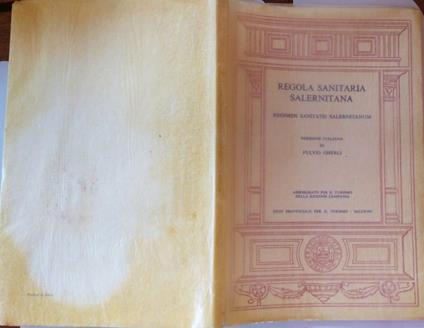 REGOLA SANITARIA
SALERNITANA
REGIMEN SANITATIS SALERNITANUM
VERSIONE ITALIANA
DI
FULVIO GHERLI
ASSESSORATO PER IL TURISMO
DELLA REGIONE CAMPANIA
ENTE PROVINCIALE PER IL TURISMO - SALERNO